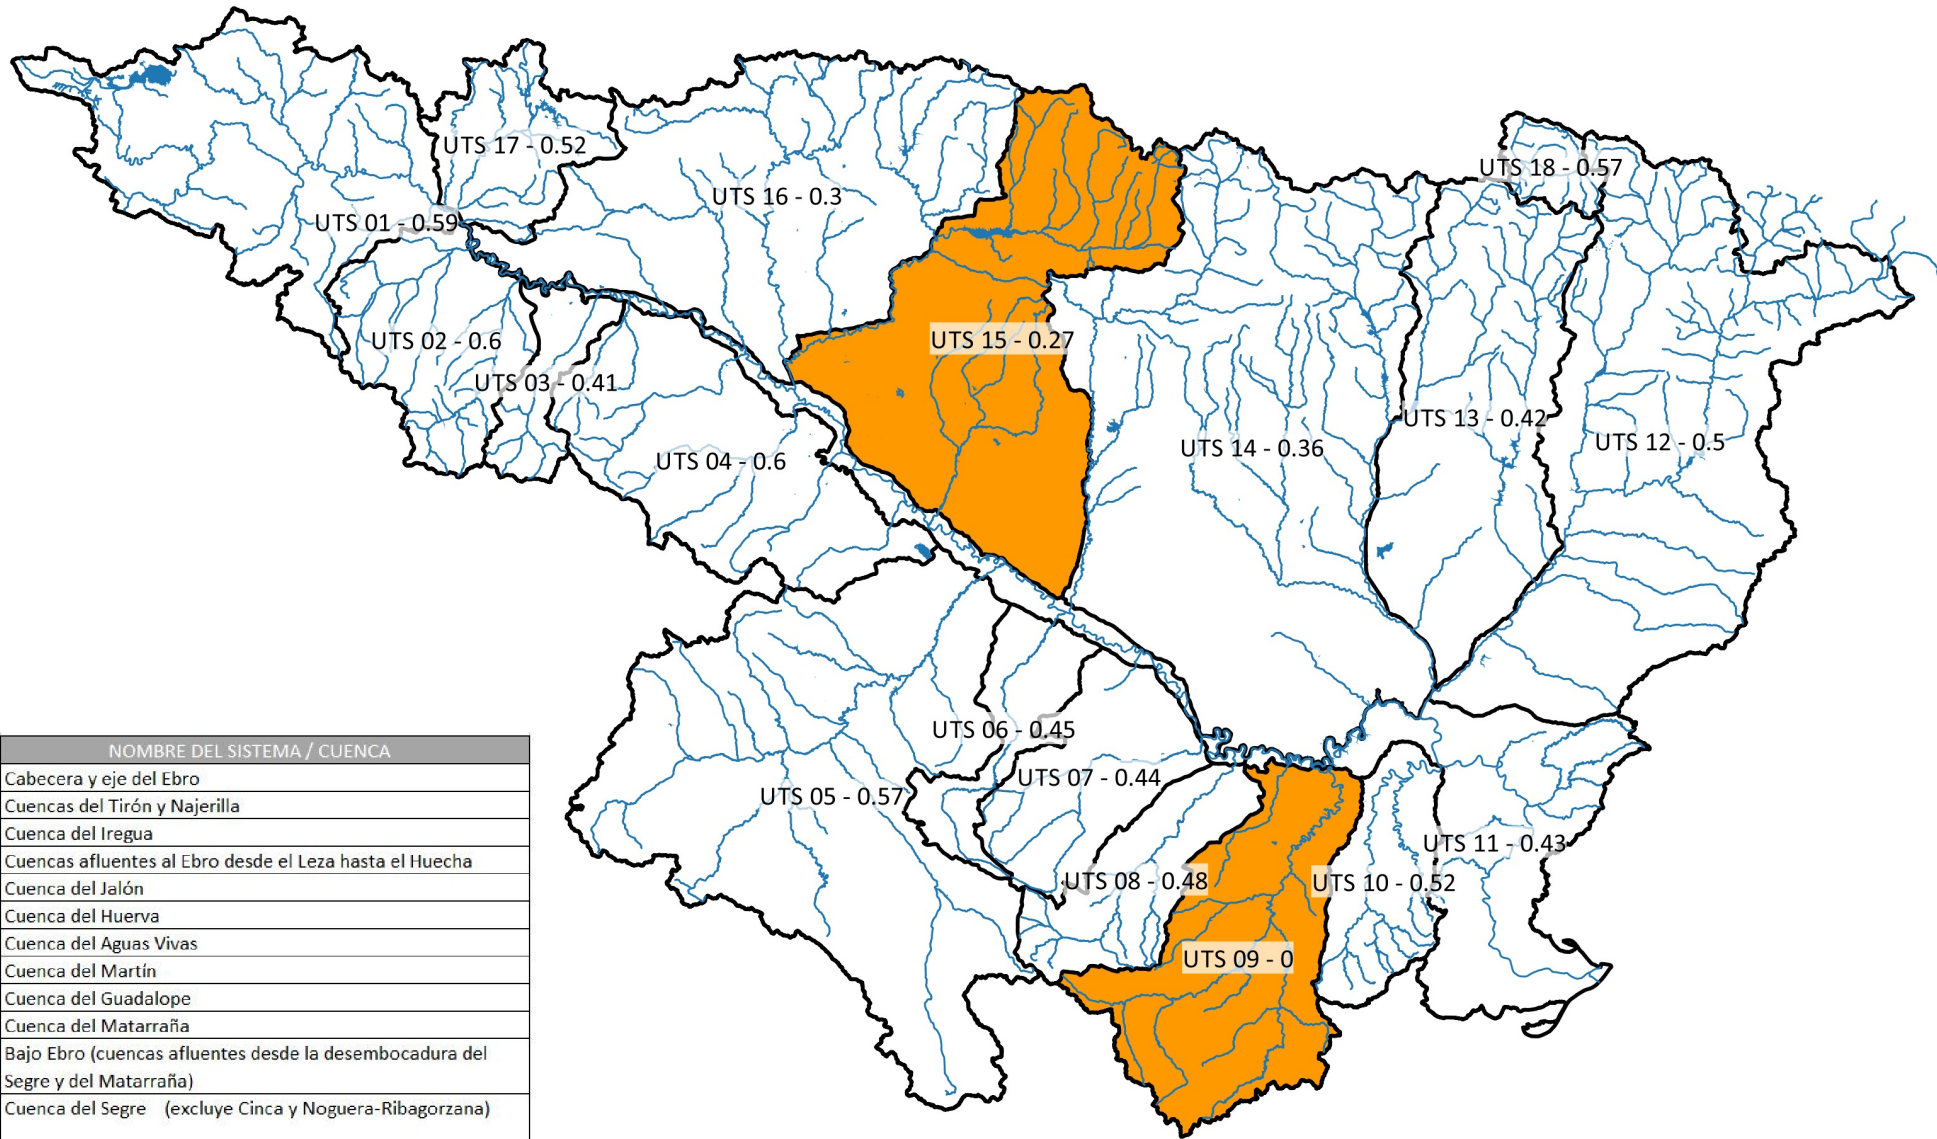 UTS 17 - 0.52
UTS 18 - 0.57
UTS 16 - 0.3
UTS 01 - 0.59
UTS 02 - 0.6
UTS 15 - 0.27
UTS 03 - 0.41
UTS 13 - 0.42
UTS 12 - 0.5
UTS 14 - 0.36
UTS 04 - 0.6
UTS 06 - 0.45
UTS 07 - 0.44
UTS 05 - 0.57
UTS 11 - 0.43
UTS 08 - 0.48
UTS 10 - 0.52
UTS 09 - 0
NOMBRE DEL SISTEMA / CUENCA
Cabecera y eje del Ebro
Cuencas del Tirón y Najerilla
Cuenca del Iregua
Cuencas afluentes al Ebro desde el Leza hasta el Huecha
Cuenca del Jalón
Cuenca del Huerva
Cuenca del Aguas Vivas
Cuenca del Martín
Cuenca del Guadalope
Cuenca del Matarraña
Bajo Ebro (cuencas afluentes desde la desembocadura del
Segre y del Matarraña)
Cuenca del Segre (excluye Cinca y Noguera-Ribagorzana)